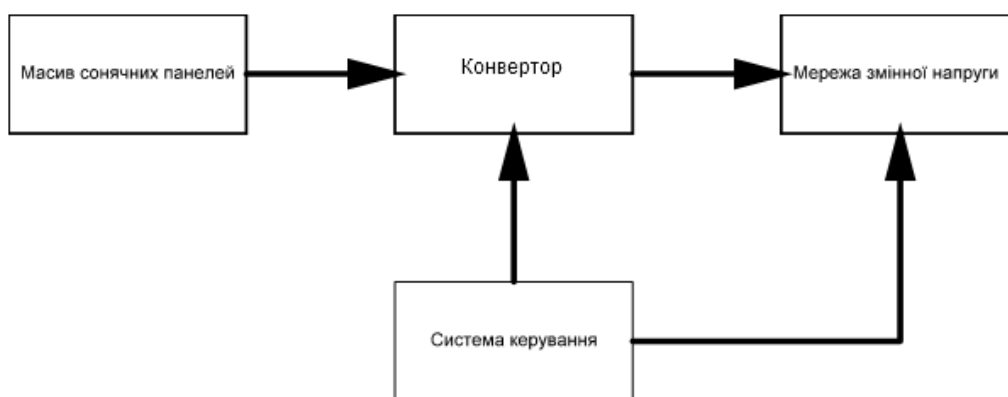 Масив сонячних панелей
Конвертор
Мережа змінної напруги
Система керування